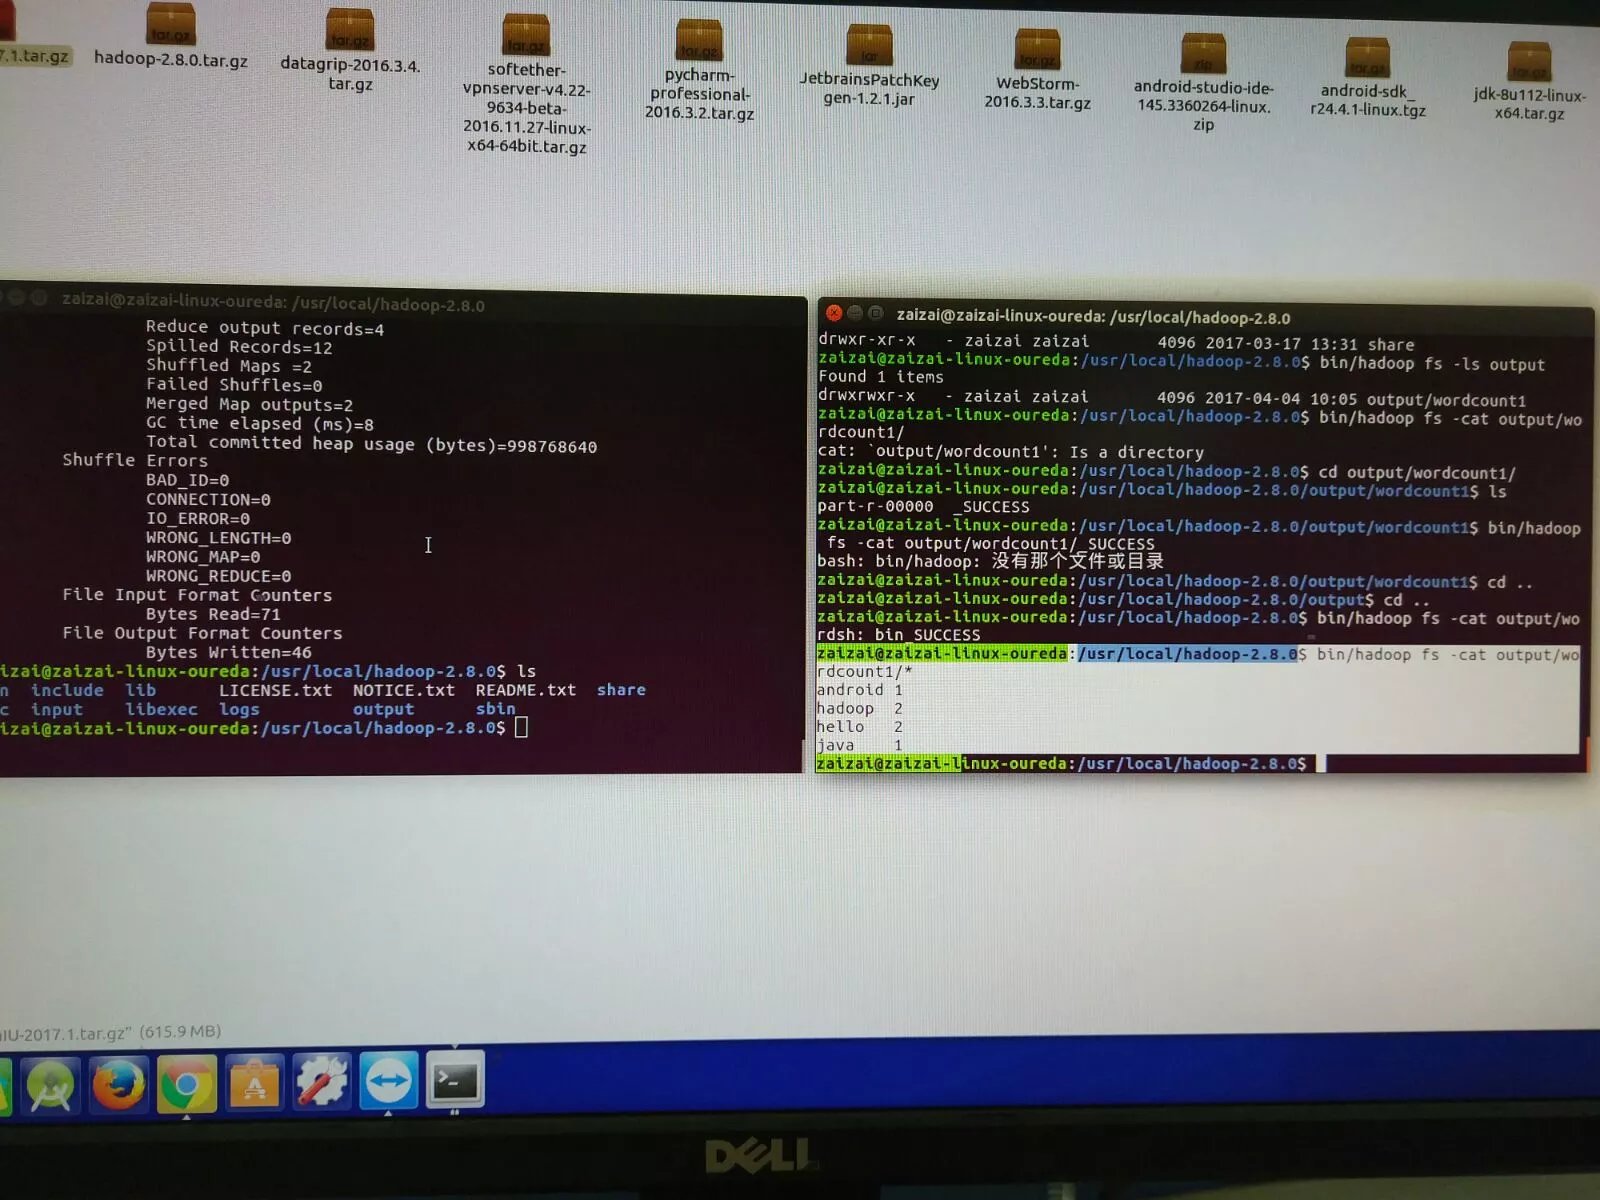 7.1.tar.gz
hadoop-2.8.0.tar.gz
datagrip-2016.3.4.
tar.gz
softether-
vpnserver-v4.22-
9634-beta-
2016.11.27-linux-
x64-64bit.tar.gz
pycharm-
professional-
2016.3.2.tar.gz
JetbrainsPatchKey
gen-1.2.1.jar
WebStorm-
2016.3.3.tar.gz
android-studio-ide-
145.3360264-linux.
zip
android-sdk_
r24.4.1-linux.tgz
jdk-8u112-linux-
x64.tar.gz
tar.gz
tar.gz
tar.gz
tar.gz
jar
tar.gz
zip
tar.gz
tar.gz
zaizai@zaizai-linux-oureda: /usr/local/hadoop-2.8.0
Reduce output records=4
Spilled Records=12
Shuffled Maps =2
Failed Shuffles=0
Merged Map outputs=2
GC time elapsed (ms)=8
Total committed heap usage (bytes)=998768640
Shuffle Errors
BAD_ID=0
CONNECTION=0
IO_ERROR=0
WRONG_LENGTH=0
WRONG_MAP=0
WRONG_REDUCE=0
File Input Format Counters
Bytes Read=71
File Output Format Counters
Bytes Written=46
izai@zaizai-linux-oureda:/usr/local/hadoop-2.8.0$ ls
n include lib LICENSE.txt NOTICE.txt README.txt share
c input libexec logs output sbin
izai@zaizai-linux-oureda:/usr/local/hadoop-2.8.0$
zaizai@zaizai-linux-oureda: /usr/local/hadoop-2.8.0
drwxr-xr-x - zaizai zaizai 4096 2017-03-17 13:31 share
zaizai@zaizai-linux-oureda:/usr/local/hadoop-2.8.0$ bin/hadoop fs -ls output
Found 1 items
drwxrwxr-x - zaizai zaizai 4096 2017-04-04 10:05 output/wordcount1
zaizai@zaizai-linux-oureda:/usr/local/hadoop-2.8.0$ bin/hadoop fs -cat output/wo
rdcount1/
cat: `output/wordcount1': Is a directory
zaizai@zaizai-linux-oureda:/usr/local/hadoop-2.8.0$ cd output/wordcount1/
zaizai@zaizai-linux-oureda:/usr/local/hadoop-2.8.0/output/wordcount1$ ls
part-r-00000 _SUCCESS
zaizai@zaizai-linux-oureda:/usr/local/hadoop-2.8.0/output/wordcount1$ bin/hadoop
fs -cat output/wordcount1/_SUCCESS
bash: bin/hadoop: 没有那个文件或目录
zaizai@zaizai-linux-oureda:/usr/local/hadoop-2.8.0/output/wordcount1$ cd ..
zaizai@zaizai-linux-oureda:/usr/local/hadoop-2.8.0/output$ cd ..
zaizai@zaizai-linux-oureda:/usr/local/hadoop-2.8.0$ bin/hadoop fs -cat output/wo
rdsh: bin_SUCCESS
zaizai@zaizai-linux-oureda:/usr/local/hadoop-2.8.0$ bin/hadoop fs -cat output/wo
rdcount1/*
android 1
hadoop 2
hello 2
java 1
zaizai@zaizai-linux-oureda:/usr/local/hadoop-2.8.0$
IU-2017.1.tar.gz" (615.9 MB)
DELL